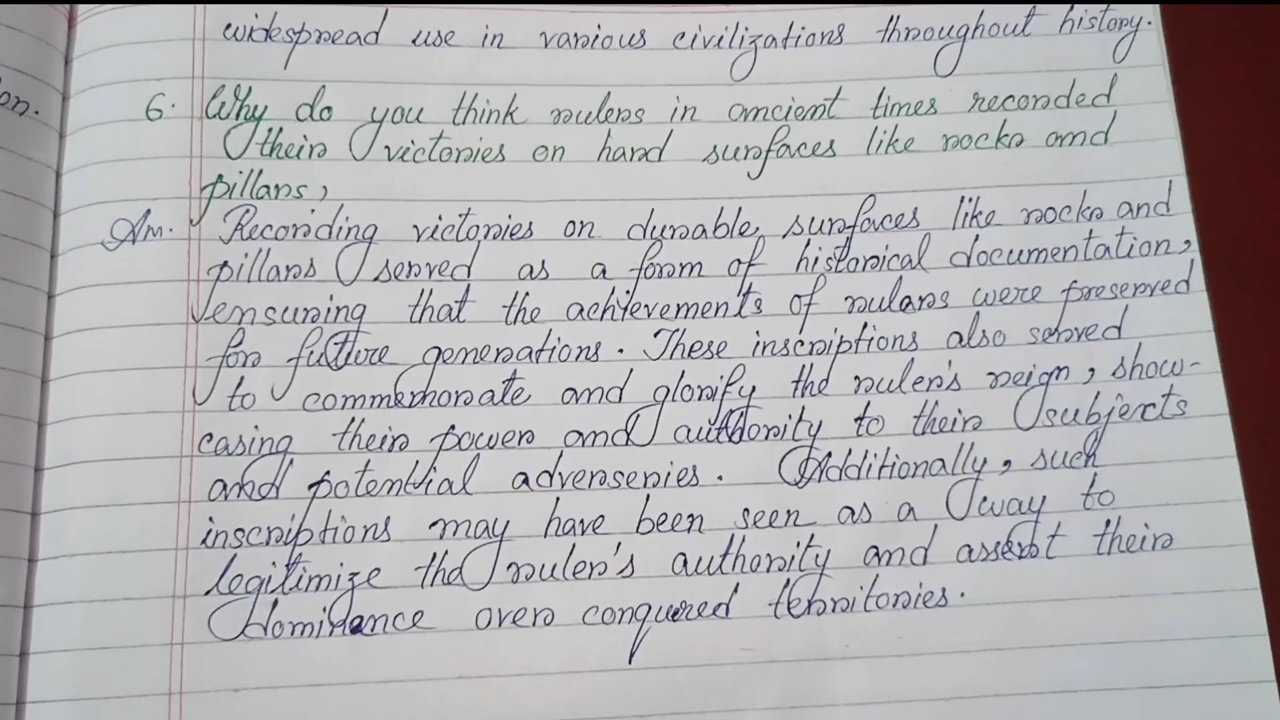 on.
widespread use in various civilizations throughout history.
6. Why do you think rulers in ancient times recorded
their victories on hard surfaces like rocks and
pillars,
Ans. Recording victories on durable, surfaces like rocks and
pillars served as a form of historical documentation,
ensuring that the achievements of rulars were preserved
for future generations. These inscriptions also served
to commemorate and glorify the ruler's reign, show-
casing their power and authority to their subjects
and potential adverseries. Additionally, such
inscriptions may have been seen as a way to
legitimize the ruler's authority and assert their
dominance over conquered territories.